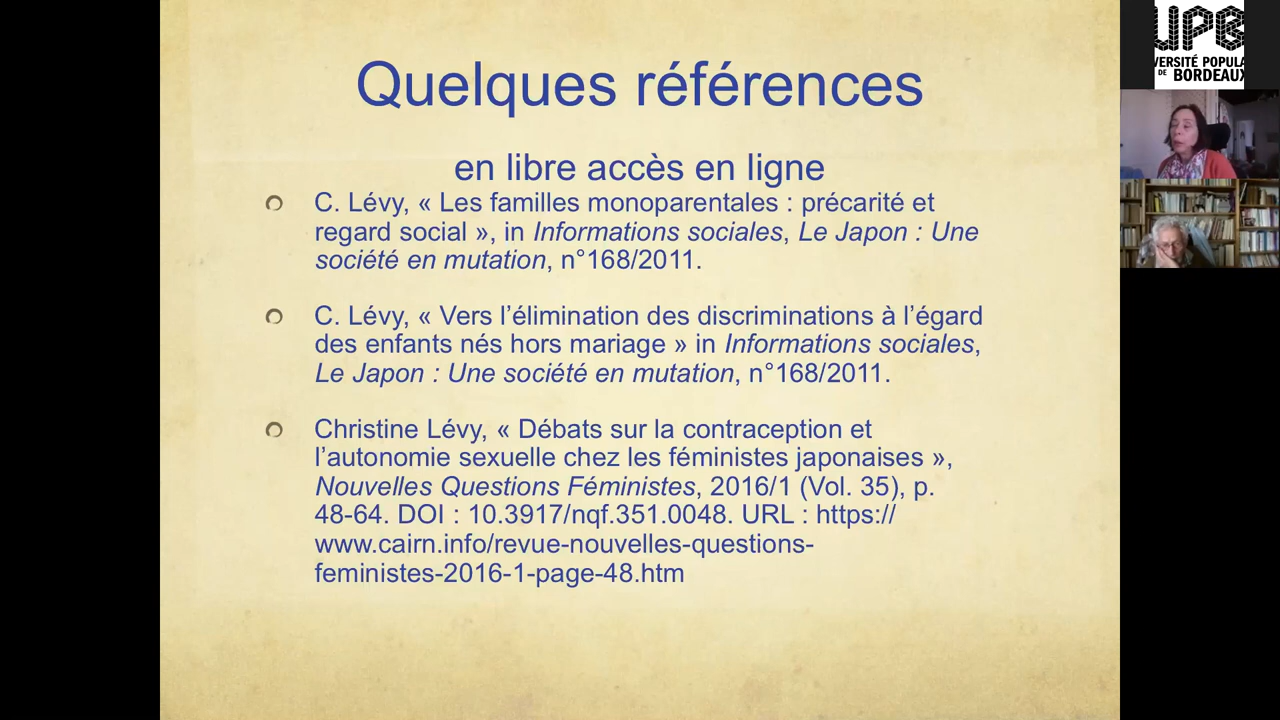 Quelques références
en libre accès en ligne
C. Lévy, « Les familles monoparentales : précarité et
regard social », in Informations sociales, Le Japon : Une
société en mutation, n°168/2011.
C. Lévy, « Vers l’élimination des discriminations à l’égard
des enfants nés hors mariage » in Informations sociales,
Le Japon : Une société en mutation, n°168/2011.
Christine Lévy, « Débats sur la contraception et
l’autonomie sexuelle chez les féministes japonaises »,
Nouvelles Questions Féministes, 2016/1 (Vol. 35), p.
48-64. DOI : 10.3917/nqf.351.0048. URL : https://
www.cairn.info/revue-nouvelles-questions-
feministes-2016-1-page-48.htm
UPB
VERSITÉ POPULA
DE BORDEAUX